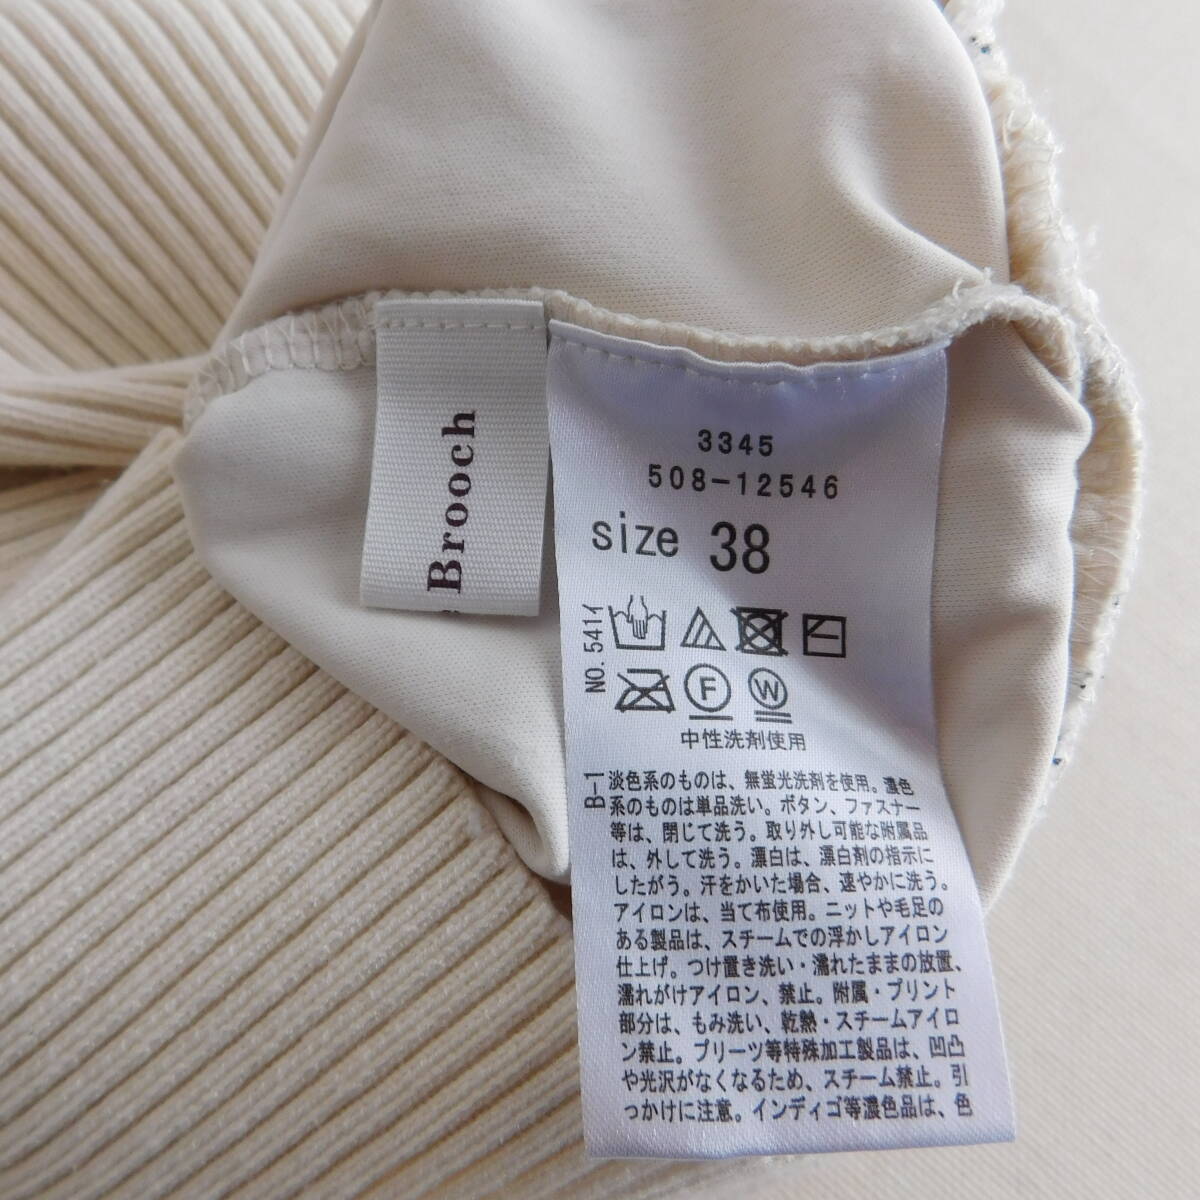 Brooch
3345
508-12546
size 38
NO. 541イ
F W
中性洗剤使用
B-1
淡色系のものは、無蛍光洗剤を使用。濃色
系のものは単品洗い。ボタン、ファスナー
等は、閉じて洗う。取り外し可能な附属品
は、外して洗う。漂白は、漂白剤の指示に
したがう。汗をかいた場合、速やかに洗う。
アイロンは、当て布使用。ニットや毛足の
ある製品は、スチームでの浮かしアイロン
仕上げ。つけ置き洗い・濡れたままの放置、
濡れがけアイロン、禁止。附属・プリント
部分は、もみ洗い、乾熱・スチームアイロ
ン禁止。プリーツ等特殊加工製品は、凹凸
や光沢がなくなるため、スチーム禁止。引
っかけに注意。インディゴ等濃色品は、色